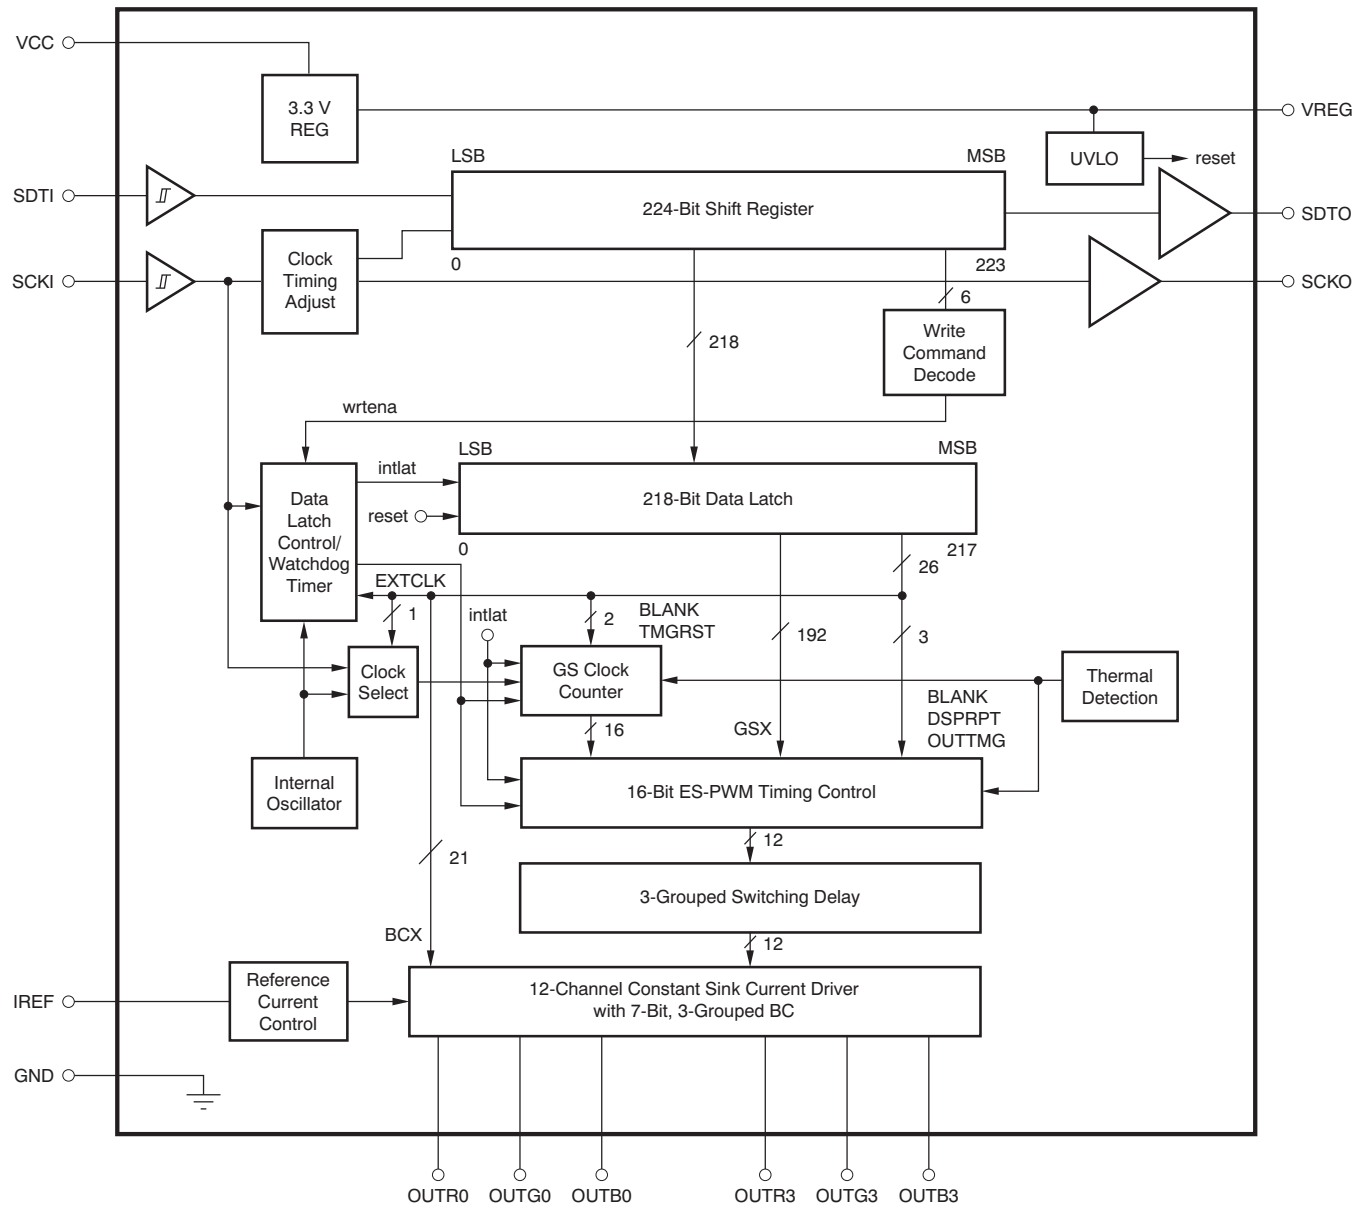 VCC
3.3 V
REG
VREG
UVLO
reset
LSB
MSB
SDTI
224-Bit Shift Register
SDTO
0
223
SCKI
Clock
Timing
Adjust
SCKO
6
218
Write
Command
Decode
wrtena
LSB
MSB
intlat
Data
Latch
Control/
Watchdog
Timer
218-Bit Data Latch
reset
0
217
26
EXTCLK
1
intlat
2
BLANK
TMGRST
192
3
Clock
Select
GS Clock
Counter
Thermal
Detection
BLANK
DSPRPT
OUTTMG
16
GSX
Internal
Oscillator
16-Bit ES-PWM Timing Control
12
21
3-Grouped Switching Delay
BCX
12
IREF
Reference
Current
Control
12-Channel Constant Sink Current Driver
with 7-Bit, 3-Grouped BC
GND
OUTR0
OUTG0
OUTB0
OUTR3
OUTG3
OUTB3